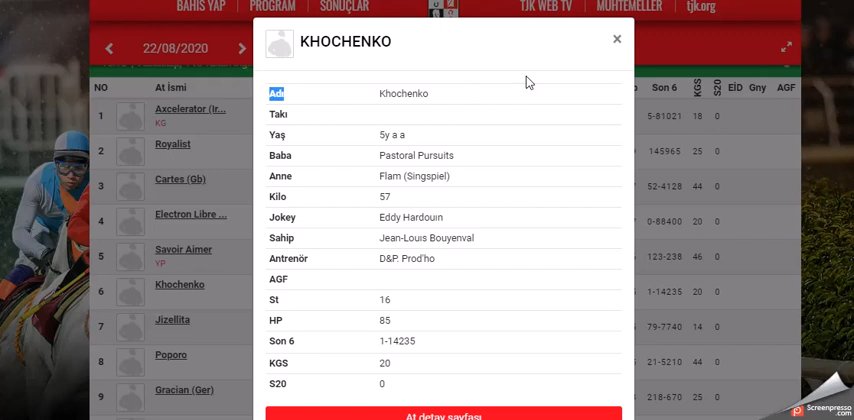 BAHİS YAP PROGRAM SONUÇLAR TJK WEB TV MUHTEMELLER tjk.org
22/08/2020
KHOCHENKO ×
NO At İsmi Son 6 KGS S20 EİD Gny AGF
1 Axcelerator (Ir... 5-81021 18 0
KG
2 Royalist 145965 25 0
3 Cartes (Gb) 52-4128 44 0
4 Electron Libre ... 0-88400 20 0
5 Savoir Aimer 123-238 46 0
YP
6 Khochenko 1-14235 20 0
7 Jizellita 79-7740 14 0
8 Poporo 21-5210 44 0
9 Gracian (Ger) 218-670 25 0
Adı Khochenko
Takı
Yaş 5y a a
Baba Pastoral Pursuits
Anne Flam (Singspiel)
Kilo 57
Jokey Eddy Hardouın
Sahip Jean-Louıs Bouyenval
Antrenör D&P. Prod'ho
AGF
St 16
HP 85
Son 6 1-14235
KGS 20
S20 0
At detay sayfası
Screenpresso
.com